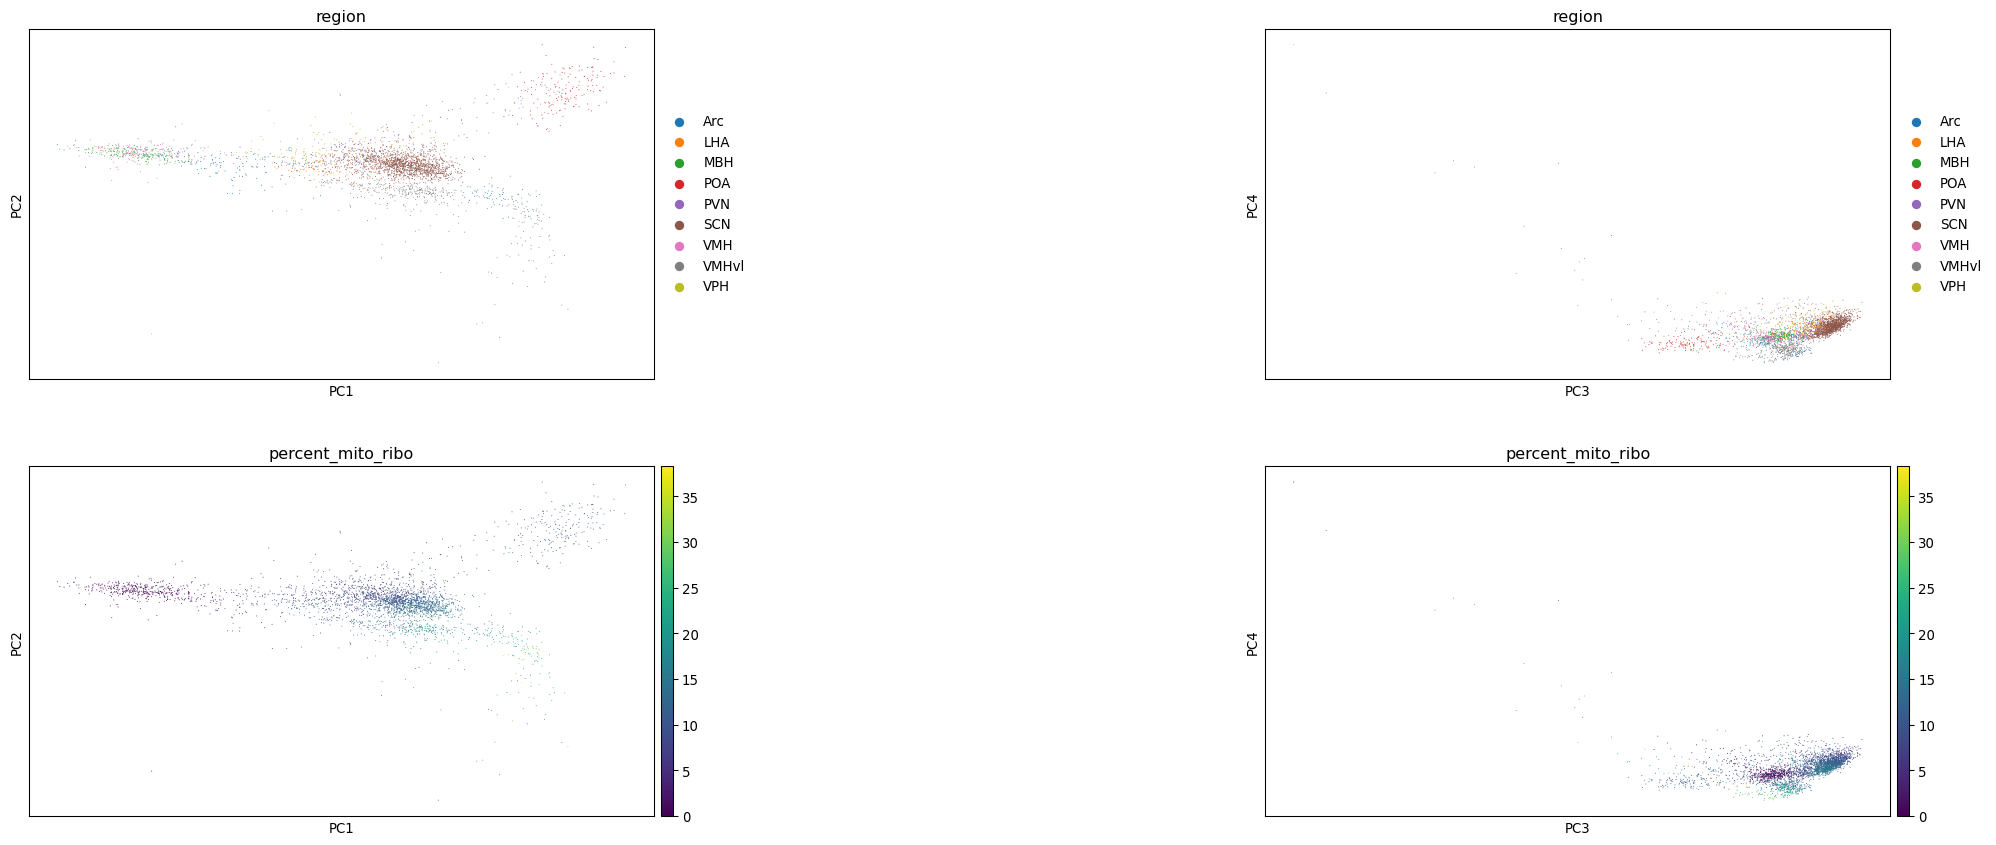 region
PC2
PC1
Arc
LHA
MBH
POA
PVN
SCN
VMH
VMHvl
VPH
region
PC4
PC3
Arc
LHA
MBH
POA
PVN
SCN
VMH
VMHvl
VPH
percent_mito_ribo
PC2
PC1
35
30
25
20
15
10
5
0
percent_mito_ribo
PC4
PC3
35
30
25
20
15
10
5
0